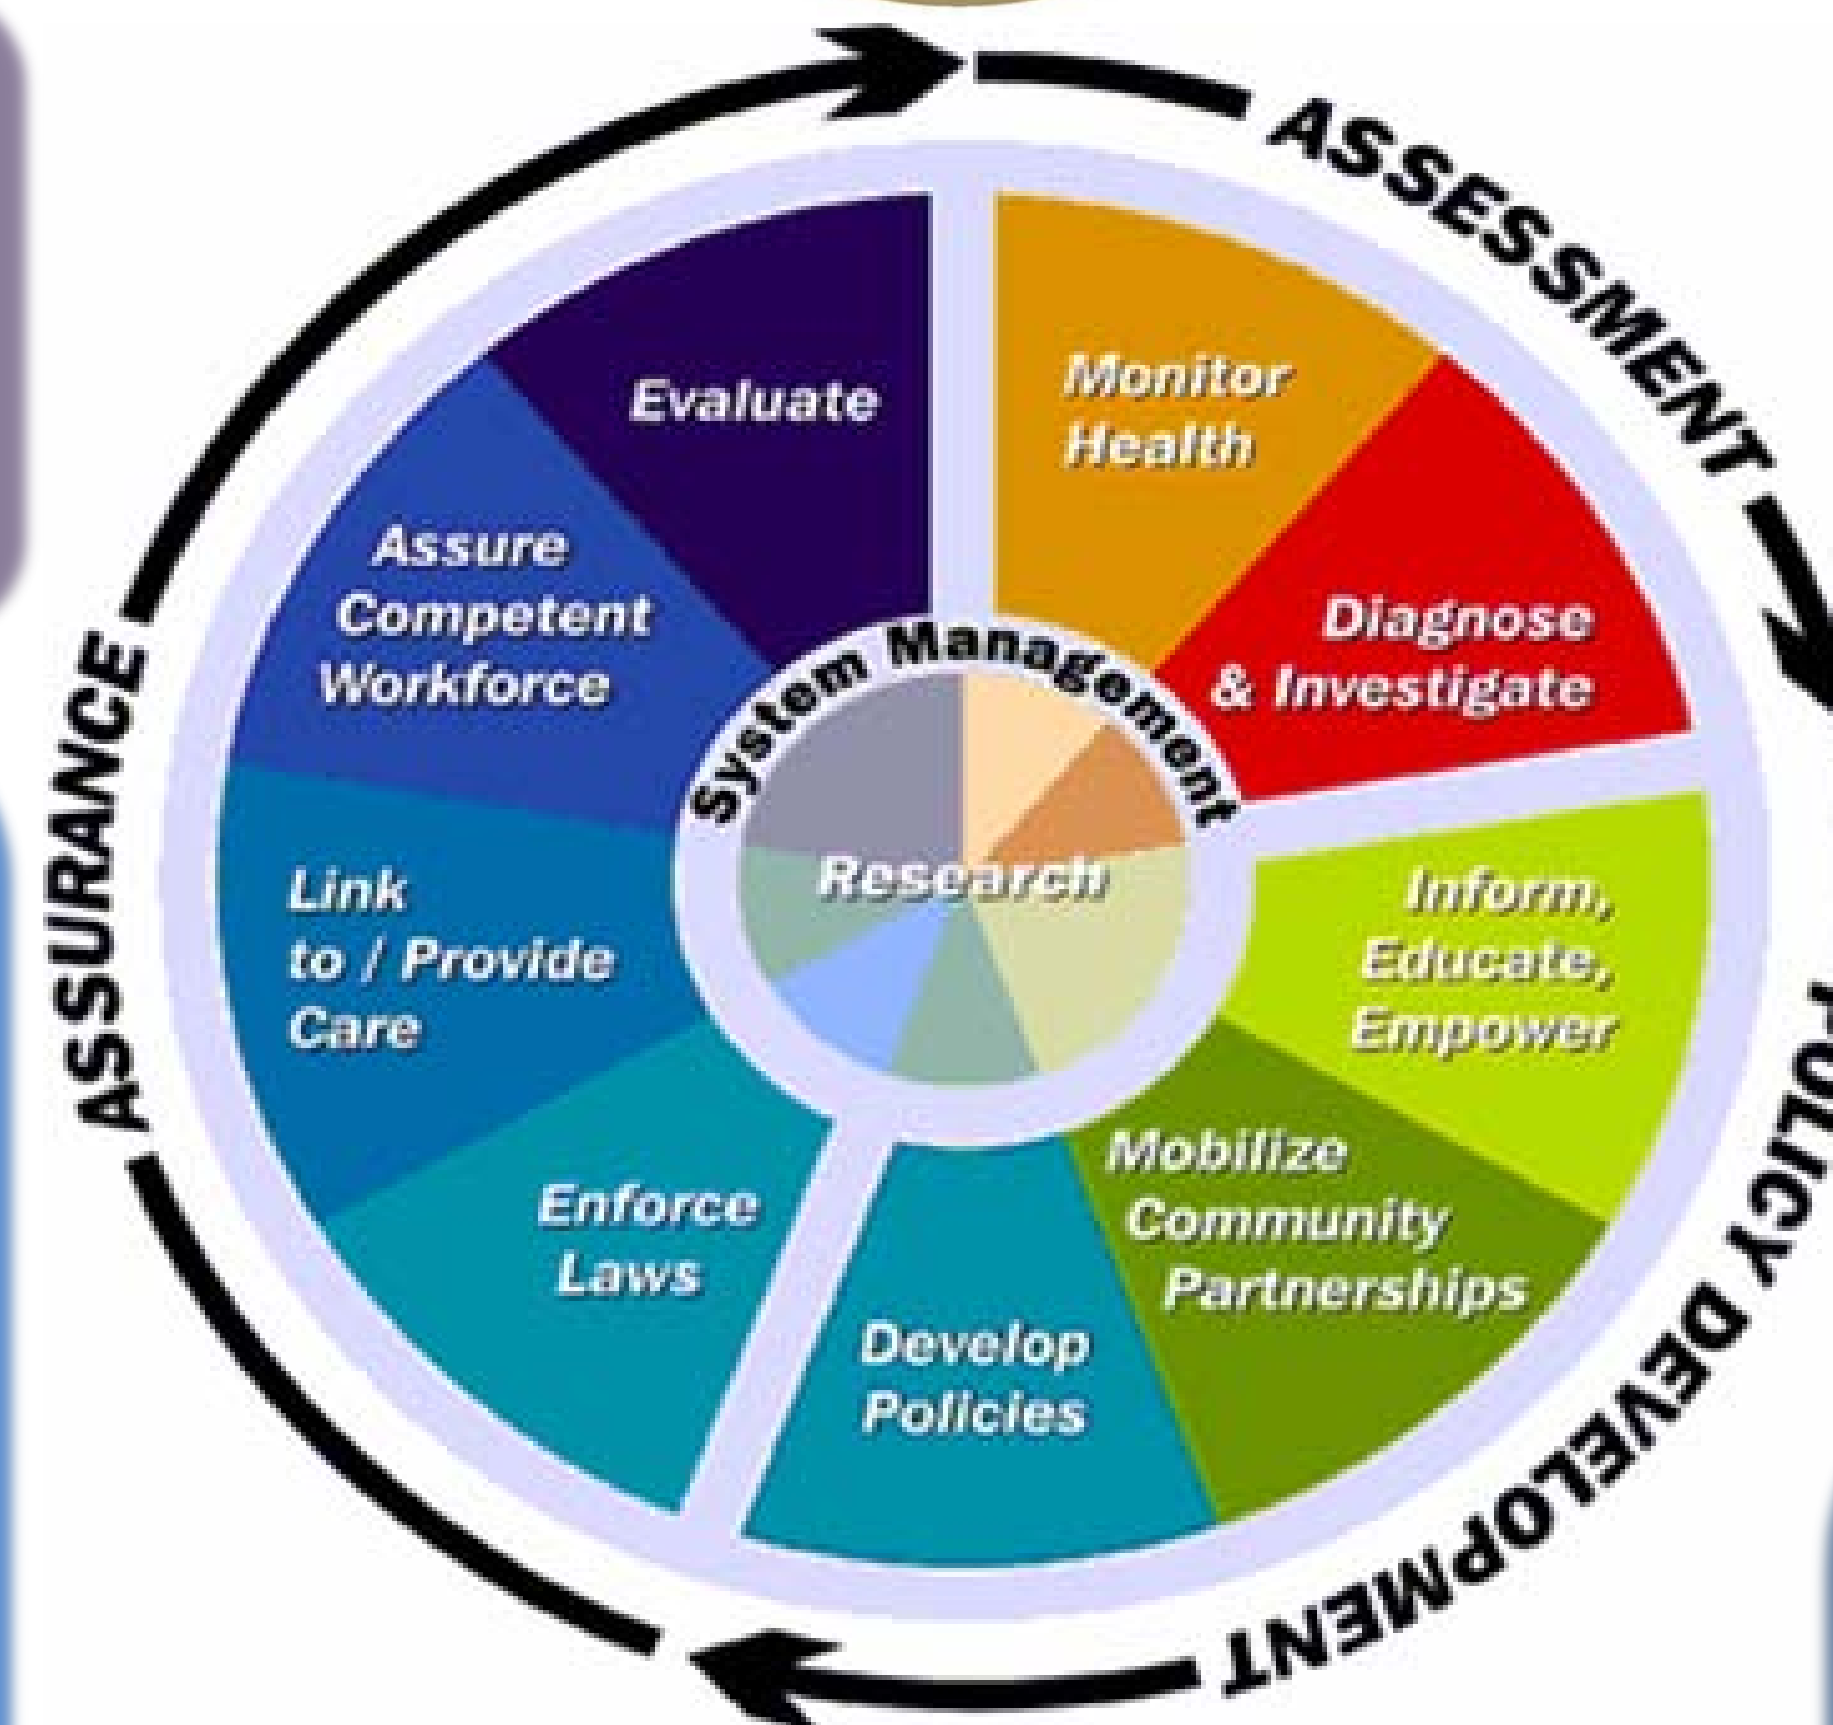 ASSESSMENT
POLICY DEVELOPMENT
ASSURANCE
Evaluate
Monitor
Health
Diagnose
& Investigate
Inform,
Educate,
Empower
Mobilize
Community
Partnerships
Develop
Policies
Enforce
Laws
Link
to / Provide
Care
Assure
Competent
Workforce
System Management
Research